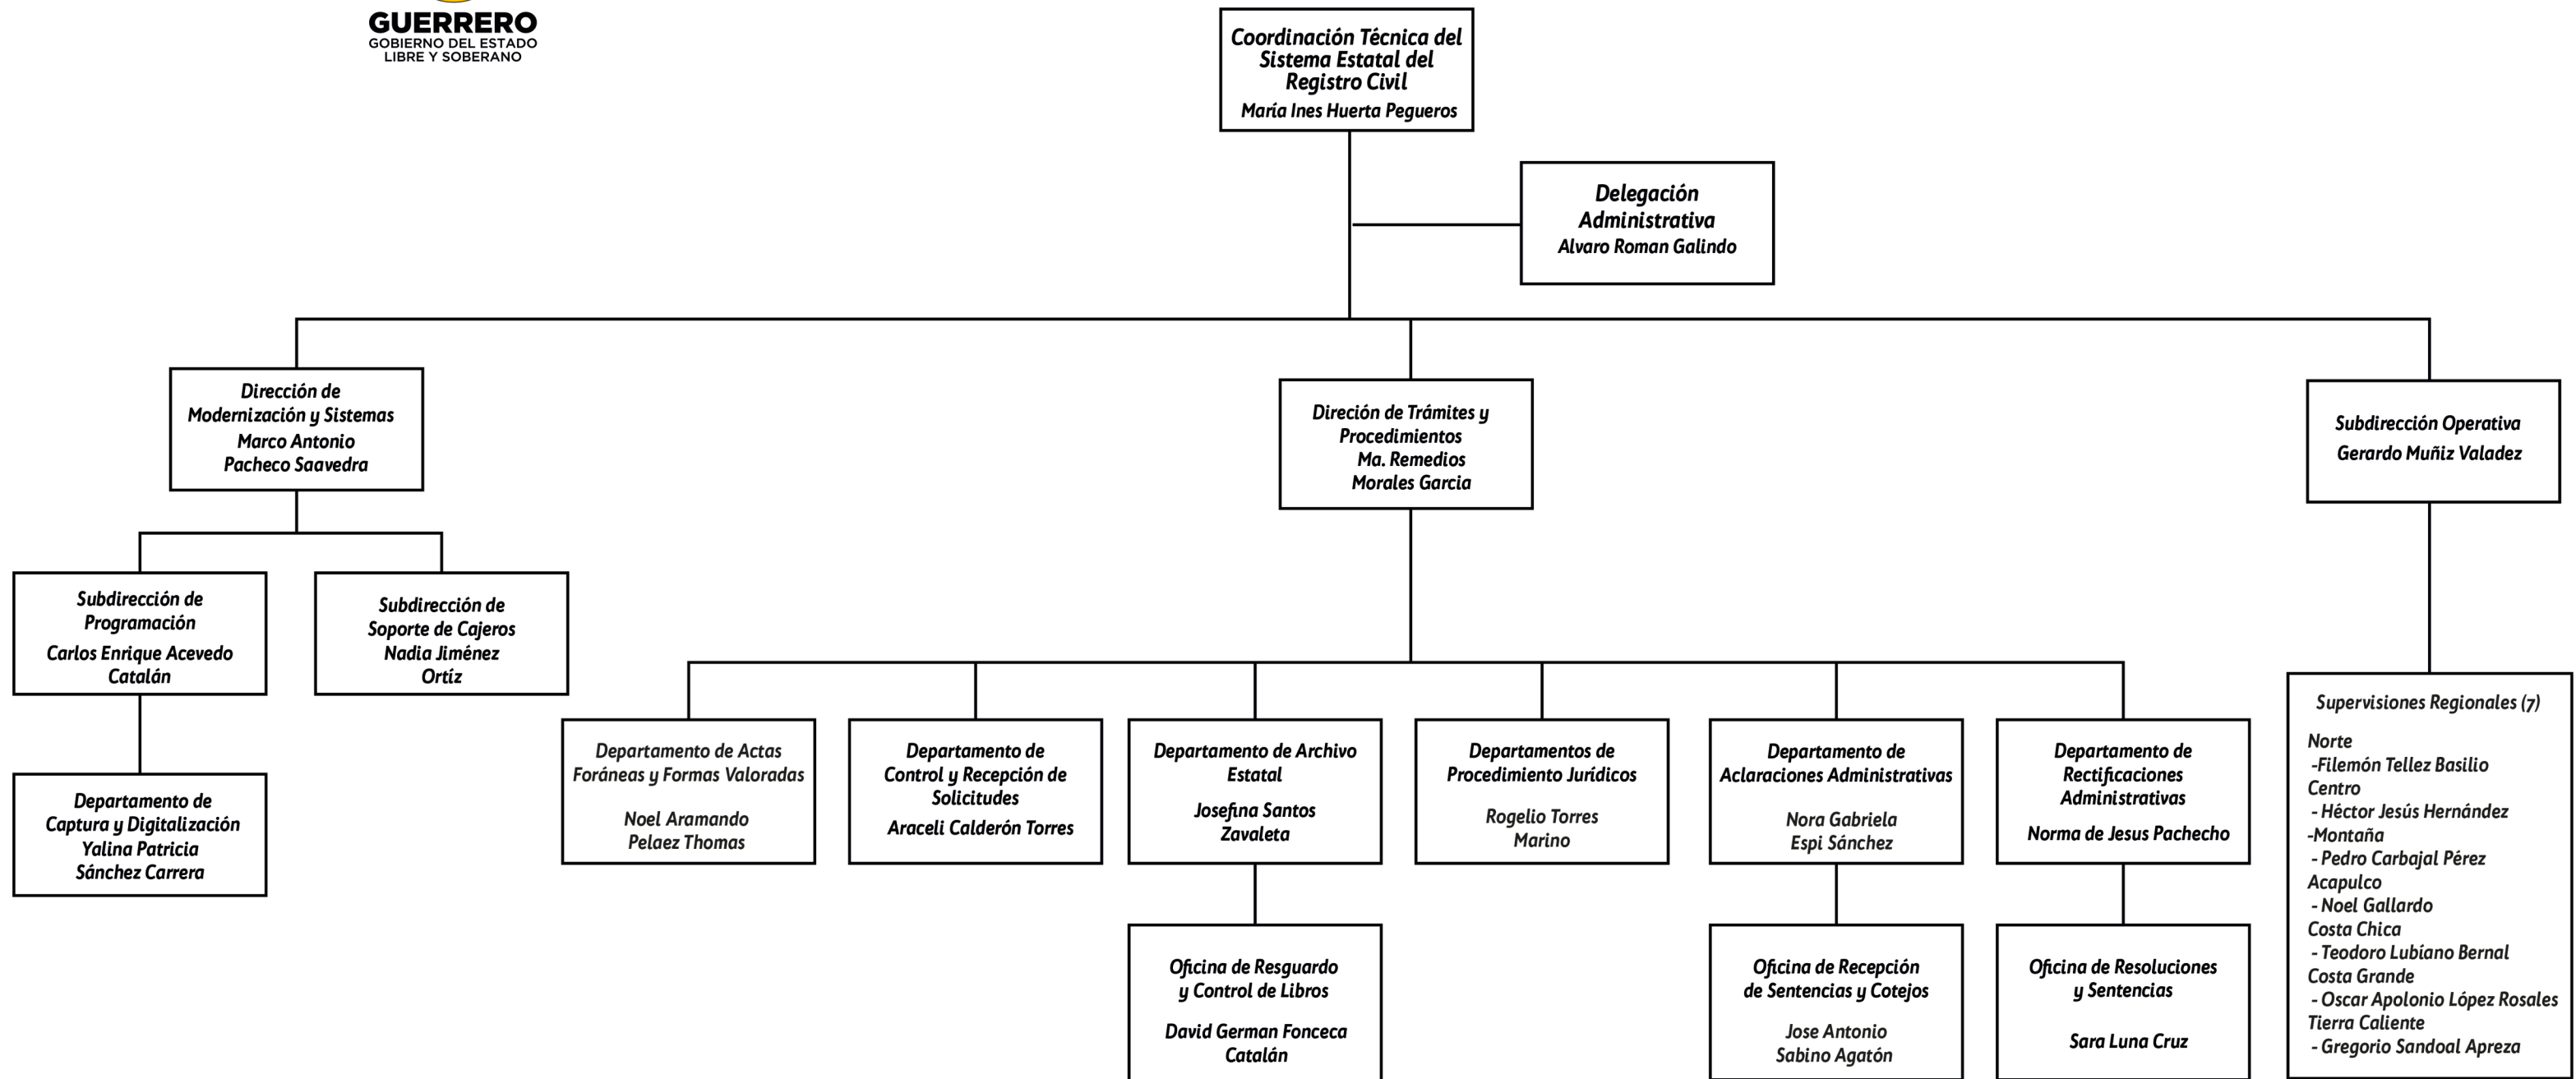 GUERRERO
GOBIERNO DEL ESTADO
LIBRE Y SOBERANO
Coordinación Técnica del
Sistema Estatal del
Registro Civil
María Ines Huerta Pegueros
Delegación
Administrativa
Alvaro Roman Galindo
Dirección de
Modernización y Sistemas
Marco Antonio
Pacheco Saavedra
Direción de Trámites y
Procedimientos
Ma. Remedios
Morales Garcia
Subdirección Operativa
Gerardo Muñiz Valadez
Subdirección de
Programación
Carlos Enrique Acevedo
Catalán
Subdirección de
Soporte de Cajeros
Nadia Jiménez
Ortíz
Departamento de
Captura y Digitalización
Yalina Patricia
Sánchez Carrera
Departamento de Actas
Foráneas y Formas Valoradas
Noel Aramando
Pelaez Thomas
Departamento de
Control y Recepción de
Solicitudes
Araceli Calderón Torres
Departamento de Archivo
Estatal
Josefina Santos
Zavaleta
Departamentos de
Procedimiento Jurídicos
Rogelio Torres
Marino
Departamento de
Aclaraciones Administrativas
Nora Gabriela
Espi Sánchez
Departamento de
Rectificaciones
Administrativas
Norma de Jesus Pachecho
Oficina de Resguardo
y Control de Libros
David German Fonceca
Catalán
Oficina de Recepción
de Sentencias y Cotejos
Jose Antonio
Sabino Agatón
Oficina de Resoluciones
y Sentencias
Sara Luna Cruz
Supervisiones Regionales (7)
Norte
-Filemón Tellez Basilio
Centro
- Héctor Jesús Hernández
-Montaña
- Pedro Carbajal Pérez
Acapulco
- Noel Gallardo
Costa Chica
- Teodoro Lubíano Bernal
Costa Grande
- Oscar Apolonio López Rosales
Tierra Caliente
- Gregorio Sandoal Apreza